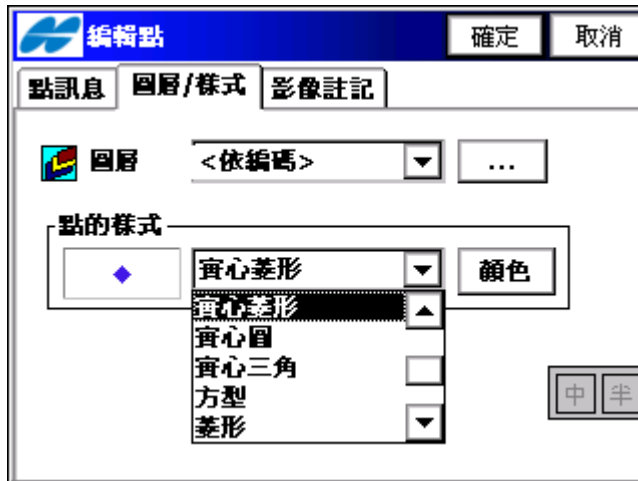 編輯點 確定 取消
點訊息 圖層/樣式 影像註記
圖層 <依編碼> ...
點的樣式
實心菱形 顏色
實心菱形
實心圓
實心三角
方型
菱形
中 半